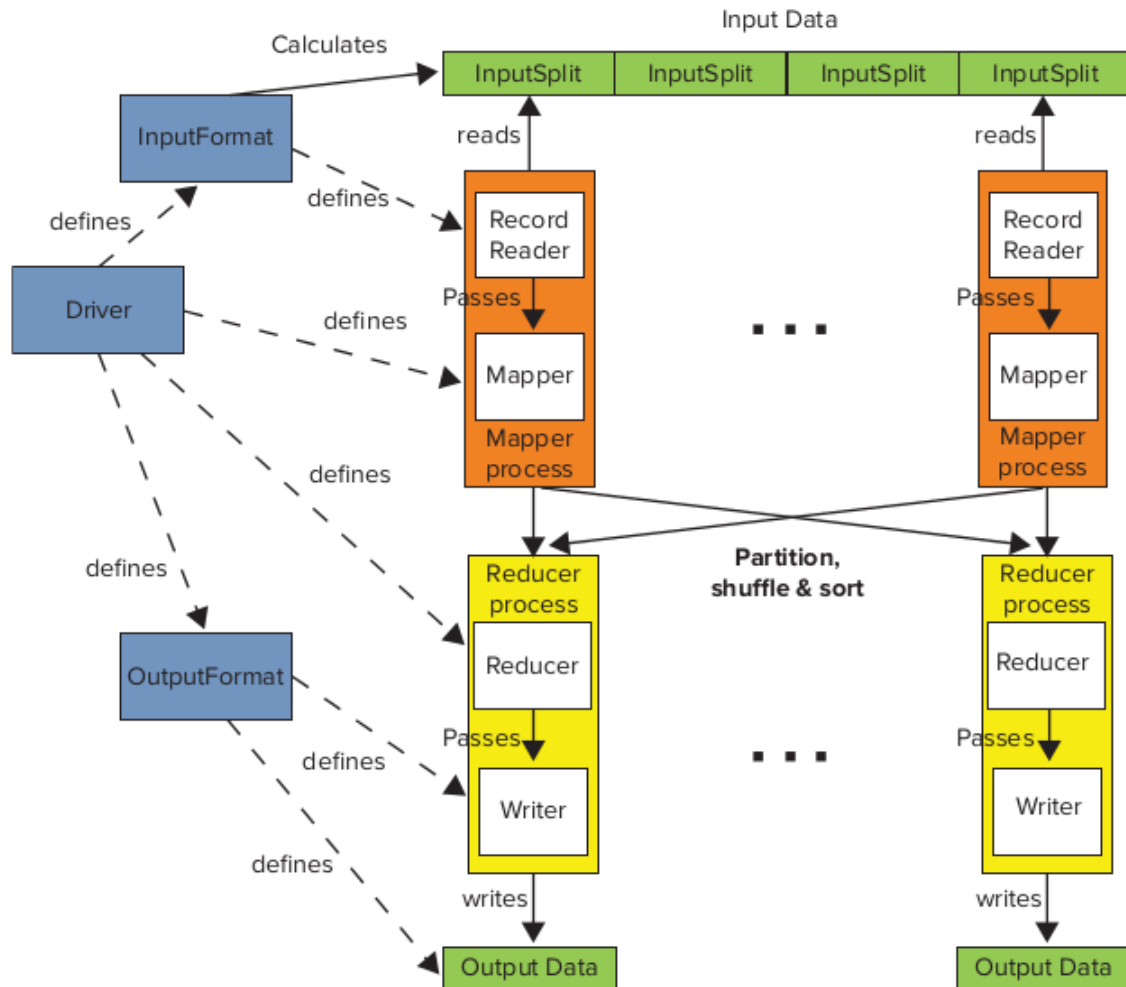 Input Data
Calculates
InputSplit InputSplit InputSplit InputSplit
InputFormat
reads reads
defines
defines
Record
Reader
Record
Reader
Driver
Passes Passes
defines
Mapper Mapper
Mapper
process
Mapper
process
defines
Partition,
shuffle & sort
Reducer
process
Reducer
process
defines
Reducer Reducer
OutputFormat
Passes Passes
defines
Writer Writer
defines
writes writes
Output Data Output Data